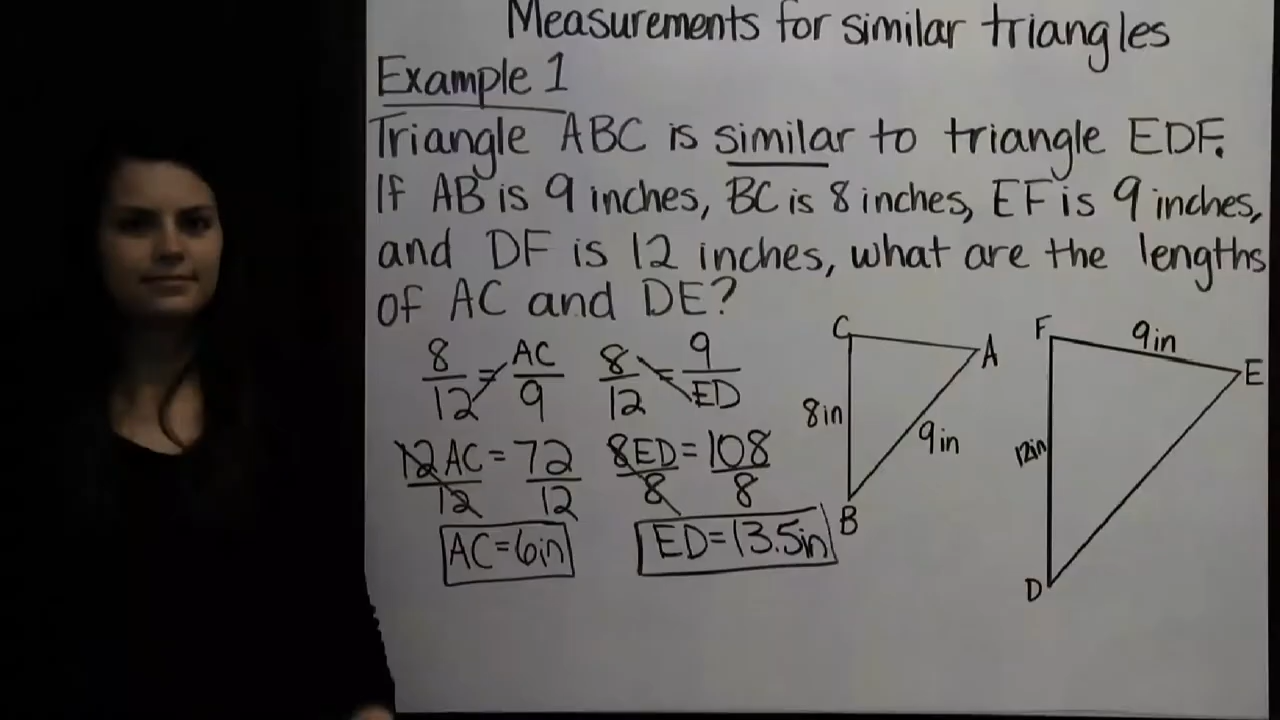 Measurements for similar triangles
Example 1
Triangle ABC is similar to triangle EDF.
If AB is 9 inches, BC is 8 inches, EF is 9 inches,
and DF is 12 inches, what are the lengths
of AC and DE?
8/12 = AC/9
8/12 = 9/ED
12AC/12 = 72/12
8ED/8 = 108/8
AC=6in
ED=13.5in
C
A
8in
9in
B
F
9in
E
12in
D